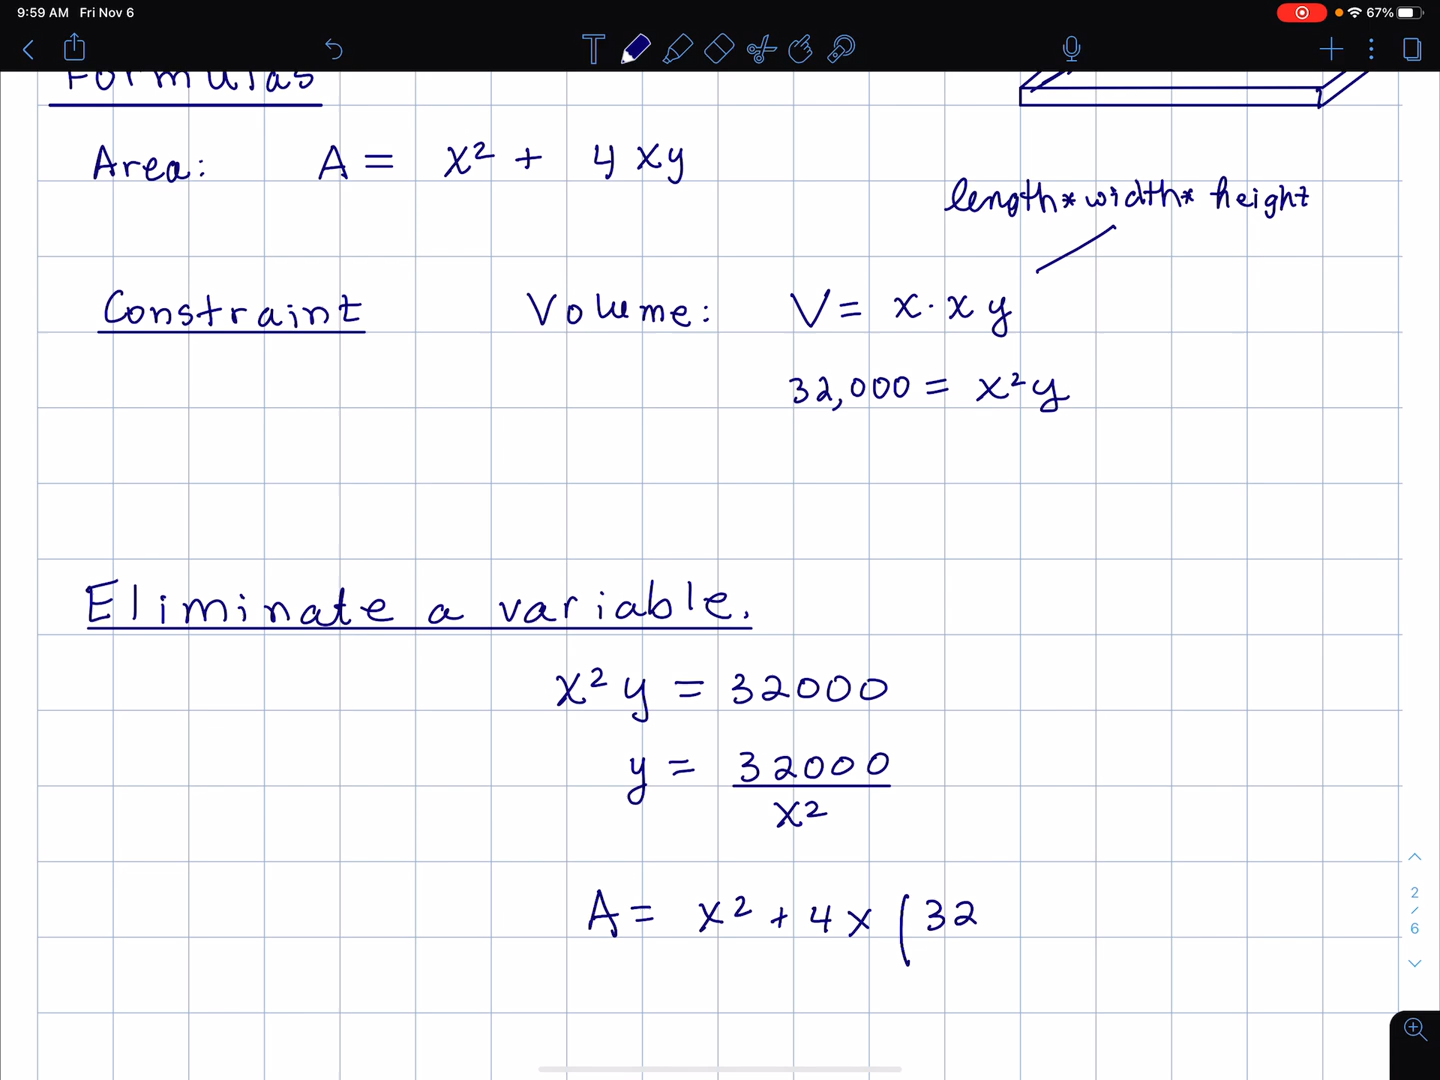 9:59 AM Fri Nov 6
67%
Formulas
Area: A = x² + 4xy
length * width * height
Constraint Volume: V = x · x y
32,000 = x²y
Eliminate a variable.
x² y = 32000
y = 32000 / x²
A = x² + 4x ( 32
2 / 6